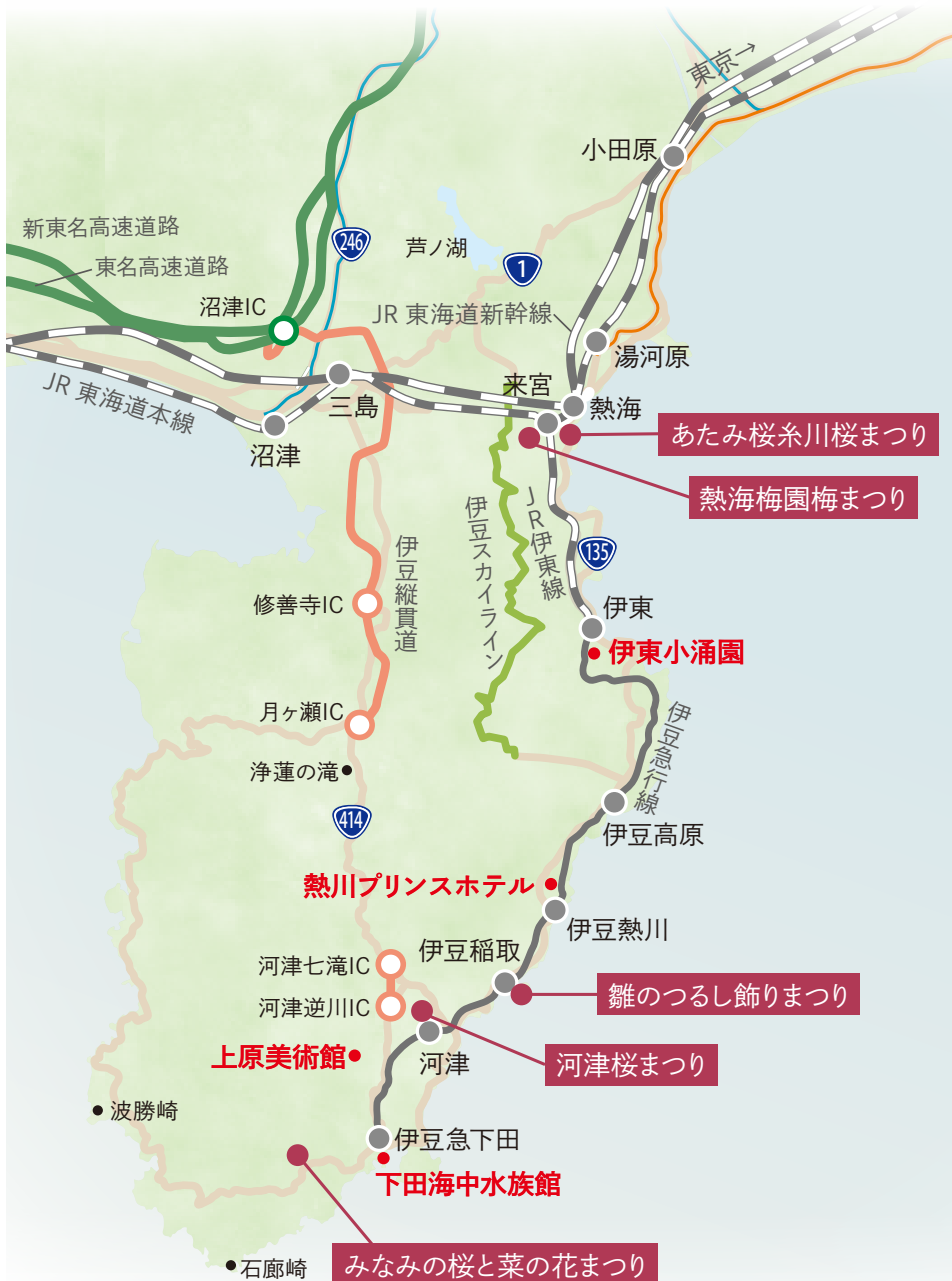 東京→
小田原
新東名高速道路
東名高速道路
246
芦ノ湖
1
沼津IC
JR 東海道新幹線
湯河原
JR 東海道本線
三島
来宮
熱海
沼津
あたみ桜糸川桜まつり
熱海梅園梅まつり
伊豆スカイライン
JR伊東線
135
伊豆縦貫道
修善寺IC
伊東
伊東小涌園
月ヶ瀬IC
伊豆急行線
浄蓮の滝
414
伊豆高原
熱川プリンスホテル
伊豆熱川
伊豆稲取
河津七滝IC
雛のつるし飾りまつり
河津逆川IC
河津
上原美術館
河津桜まつり
波勝崎
伊豆急下田
下田海中水族館
石廊崎
みなみの桜と菜の花まつり